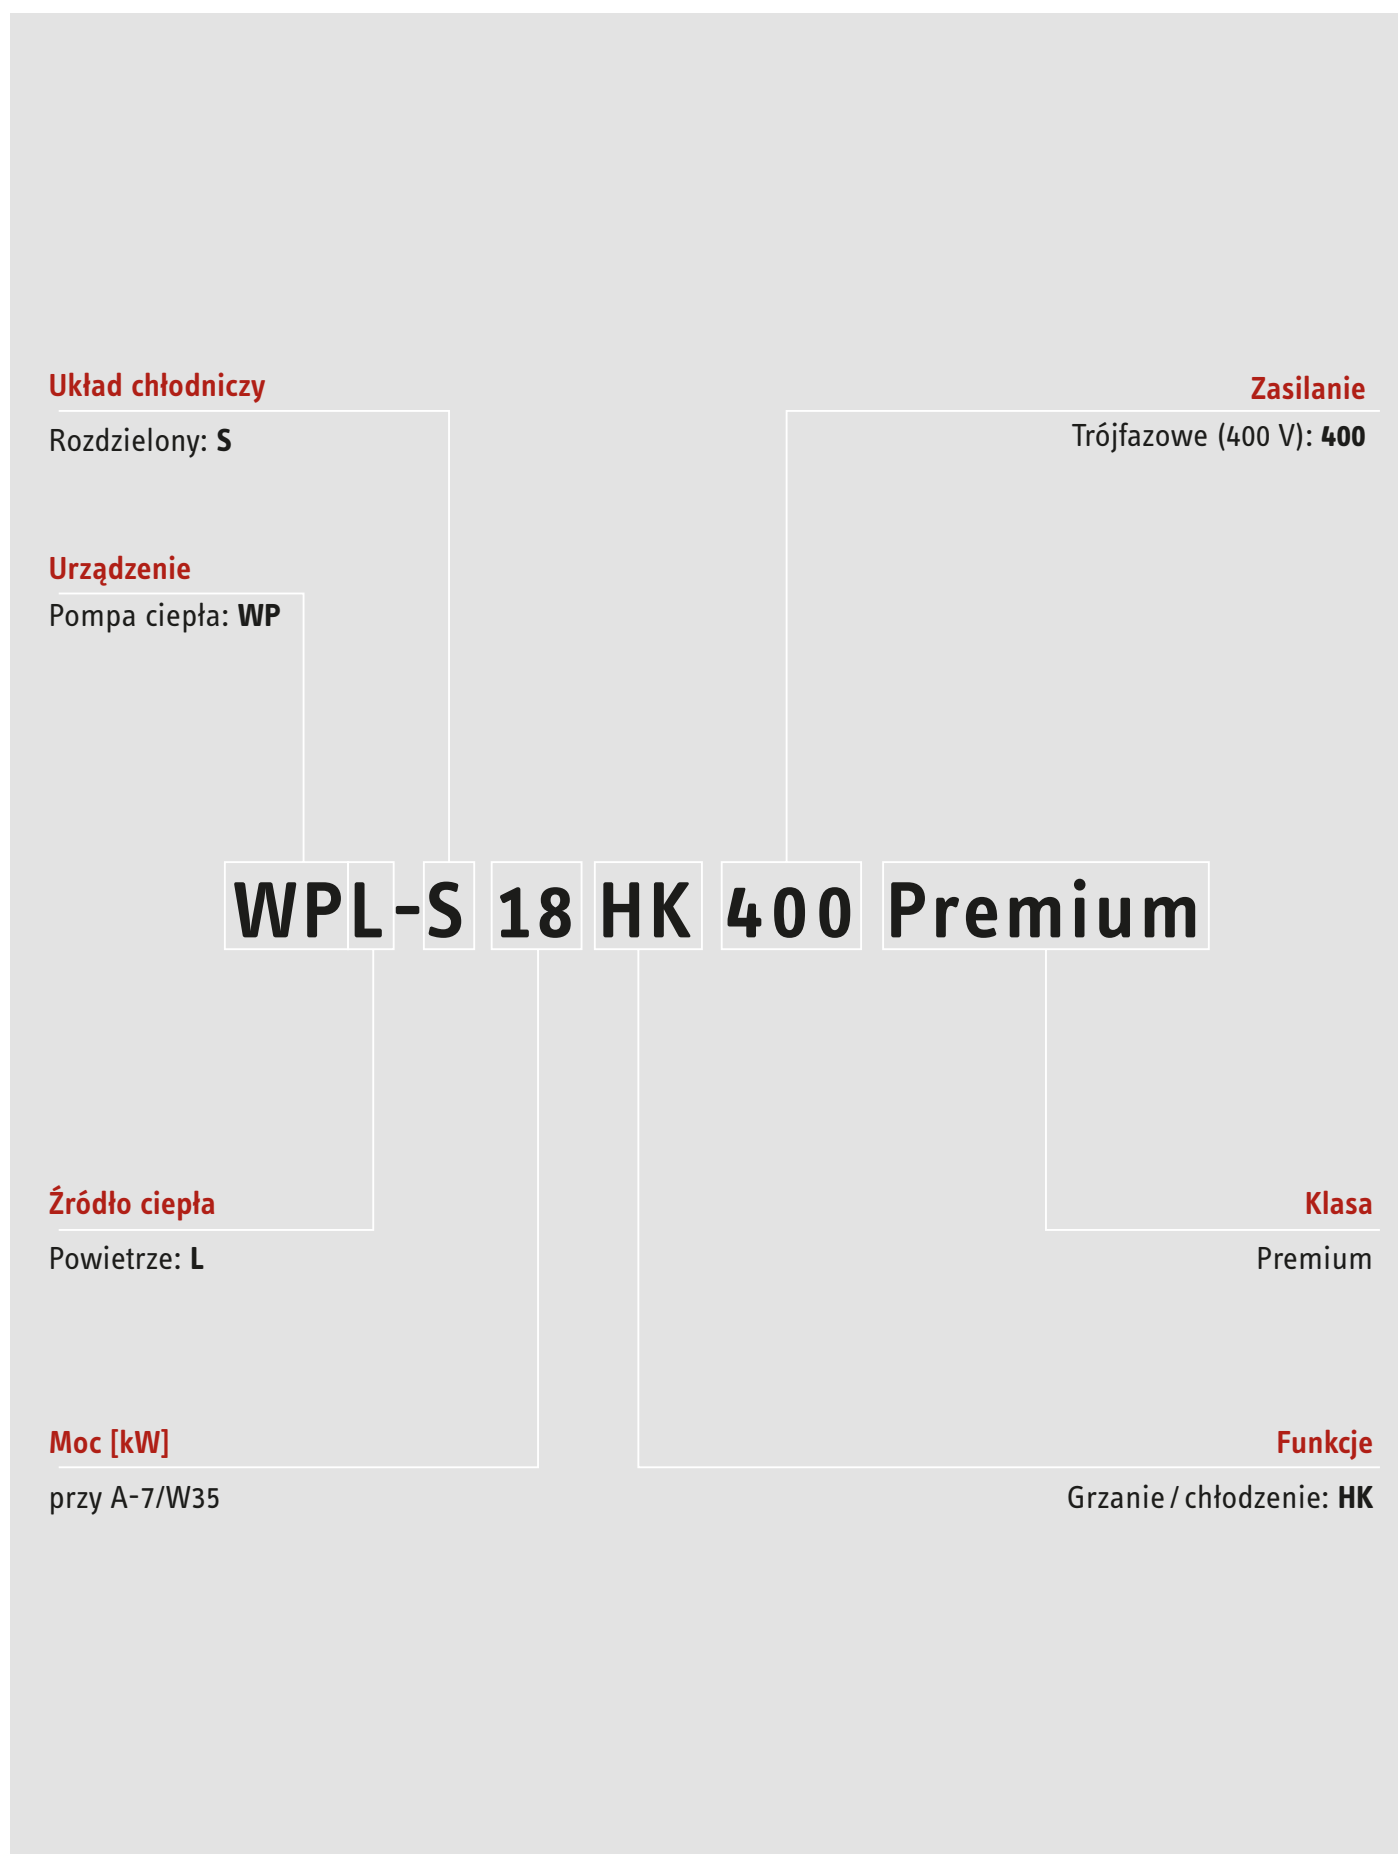 Układ chłodniczy
Rozdzielony: S
Zasilanie
Trójfazowe (400 V): 400
Urządzenie
Pompa ciepła: WP
WPL-S 18 HK 400 Premium
Źródło ciepła
Powietrze: L
Klasa
Premium
Moc [kW]
przy A-7/W35
Funkcje
Grzanie / chłodzenie: HK